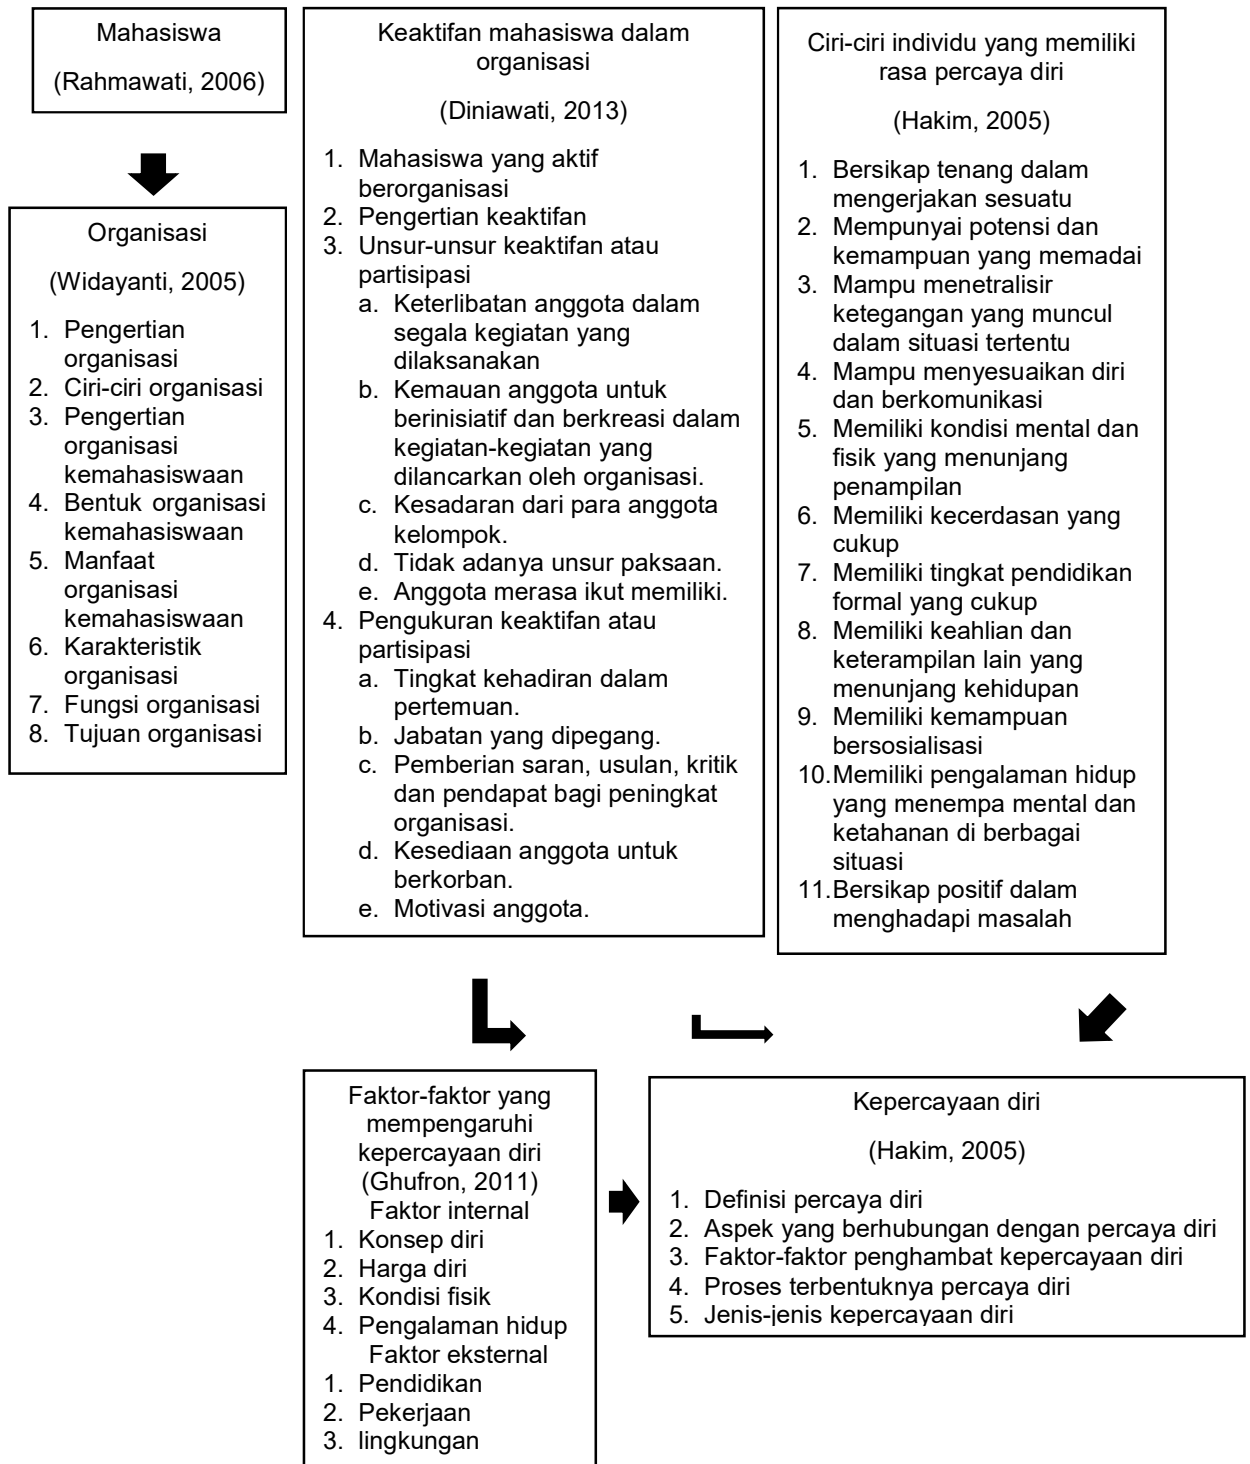 Mahasiswa
(Rahmawati, 2006)
Organisasi
(Widayanti, 2005)
1. Pengertian
organisasi
2. Ciri-ciri organisasi
3. Pengertian
organisasi
kemahasiswaan
4. Bentuk organisasi
kemahasiswaan
5. Manfaat
organisasi
kemahasiswaan
6. Karakteristik
organisasi
7. Fungsi organisasi
8. Tujuan organisasi
Keaktifan mahasiswa dalam
organisasi
(Diniawati, 2013)
1. Mahasiswa yang aktif
berorganisasi
2. Pengertian keaktifan
3. Unsur-unsur keaktifan atau
partisipasi
a. Keterlibatan anggota dalam
segala kegiatan yang
dilaksanakan
b. Kemauan anggota untuk
berinisiatif dan berkreasi dalam
kegiatan-kegiatan yang
dilancarkan oleh organisasi.
c. Kesadaran dari para anggota
kelompok.
d. Tidak adanya unsur paksaan.
e. Anggota merasa ikut memiliki.
4. Pengukuran keaktifan atau
partisipasi
a. Tingkat kehadiran dalam
pertemuan.
b. Jabatan yang dipegang.
c. Pemberian saran, usulan, kritik
dan pendapat bagi peningkat
organisasi.
d. Kesediaan anggota untuk
berkorban.
e. Motivasi anggota.
Ciri-ciri individu yang memiliki
rasa percaya diri
(Hakim, 2005)
1. Bersikap tenang dalam
mengerjakan sesuatu
2. Mempunyai potensi dan
kemampuan yang memadai
3. Mampu menetralisir
ketegangan yang muncul
dalam situasi tertentu
4. Mampu menyesuaikan diri
dan berkomunikasi
5. Memiliki kondisi mental dan
fisik yang menunjang
penampilan
6. Memiliki kecerdasan yang
cukup
7. Memiliki tingkat pendidikan
formal yang cukup
8. Memiliki keahlian dan
keterampilan lain yang
menunjang kehidupan
9. Memiliki kemampuan
bersosialisasi
10.Memiliki pengalaman hidup
yang menempa mental dan
ketahanan di berbagai
situasi
11.Bersikap positif dalam
menghadapi masalah
Faktor-faktor yang
mempengaruhi
kepercayaan diri
(Ghufron, 2011)
Faktor internal
1. Konsep diri
2. Harga diri
3. Kondisi fisik
4. Pengalaman hidup
Faktor eksternal
1. Pendidikan
2. Pekerjaan
3. lingkungan
Kepercayaan diri
(Hakim, 2005)
1. Definisi percaya diri
2. Aspek yang berhubungan dengan percaya diri
3. Faktor-faktor penghambat kepercayaan diri
4. Proses terbentuknya percaya diri
5. Jenis-jenis kepercayaan diri